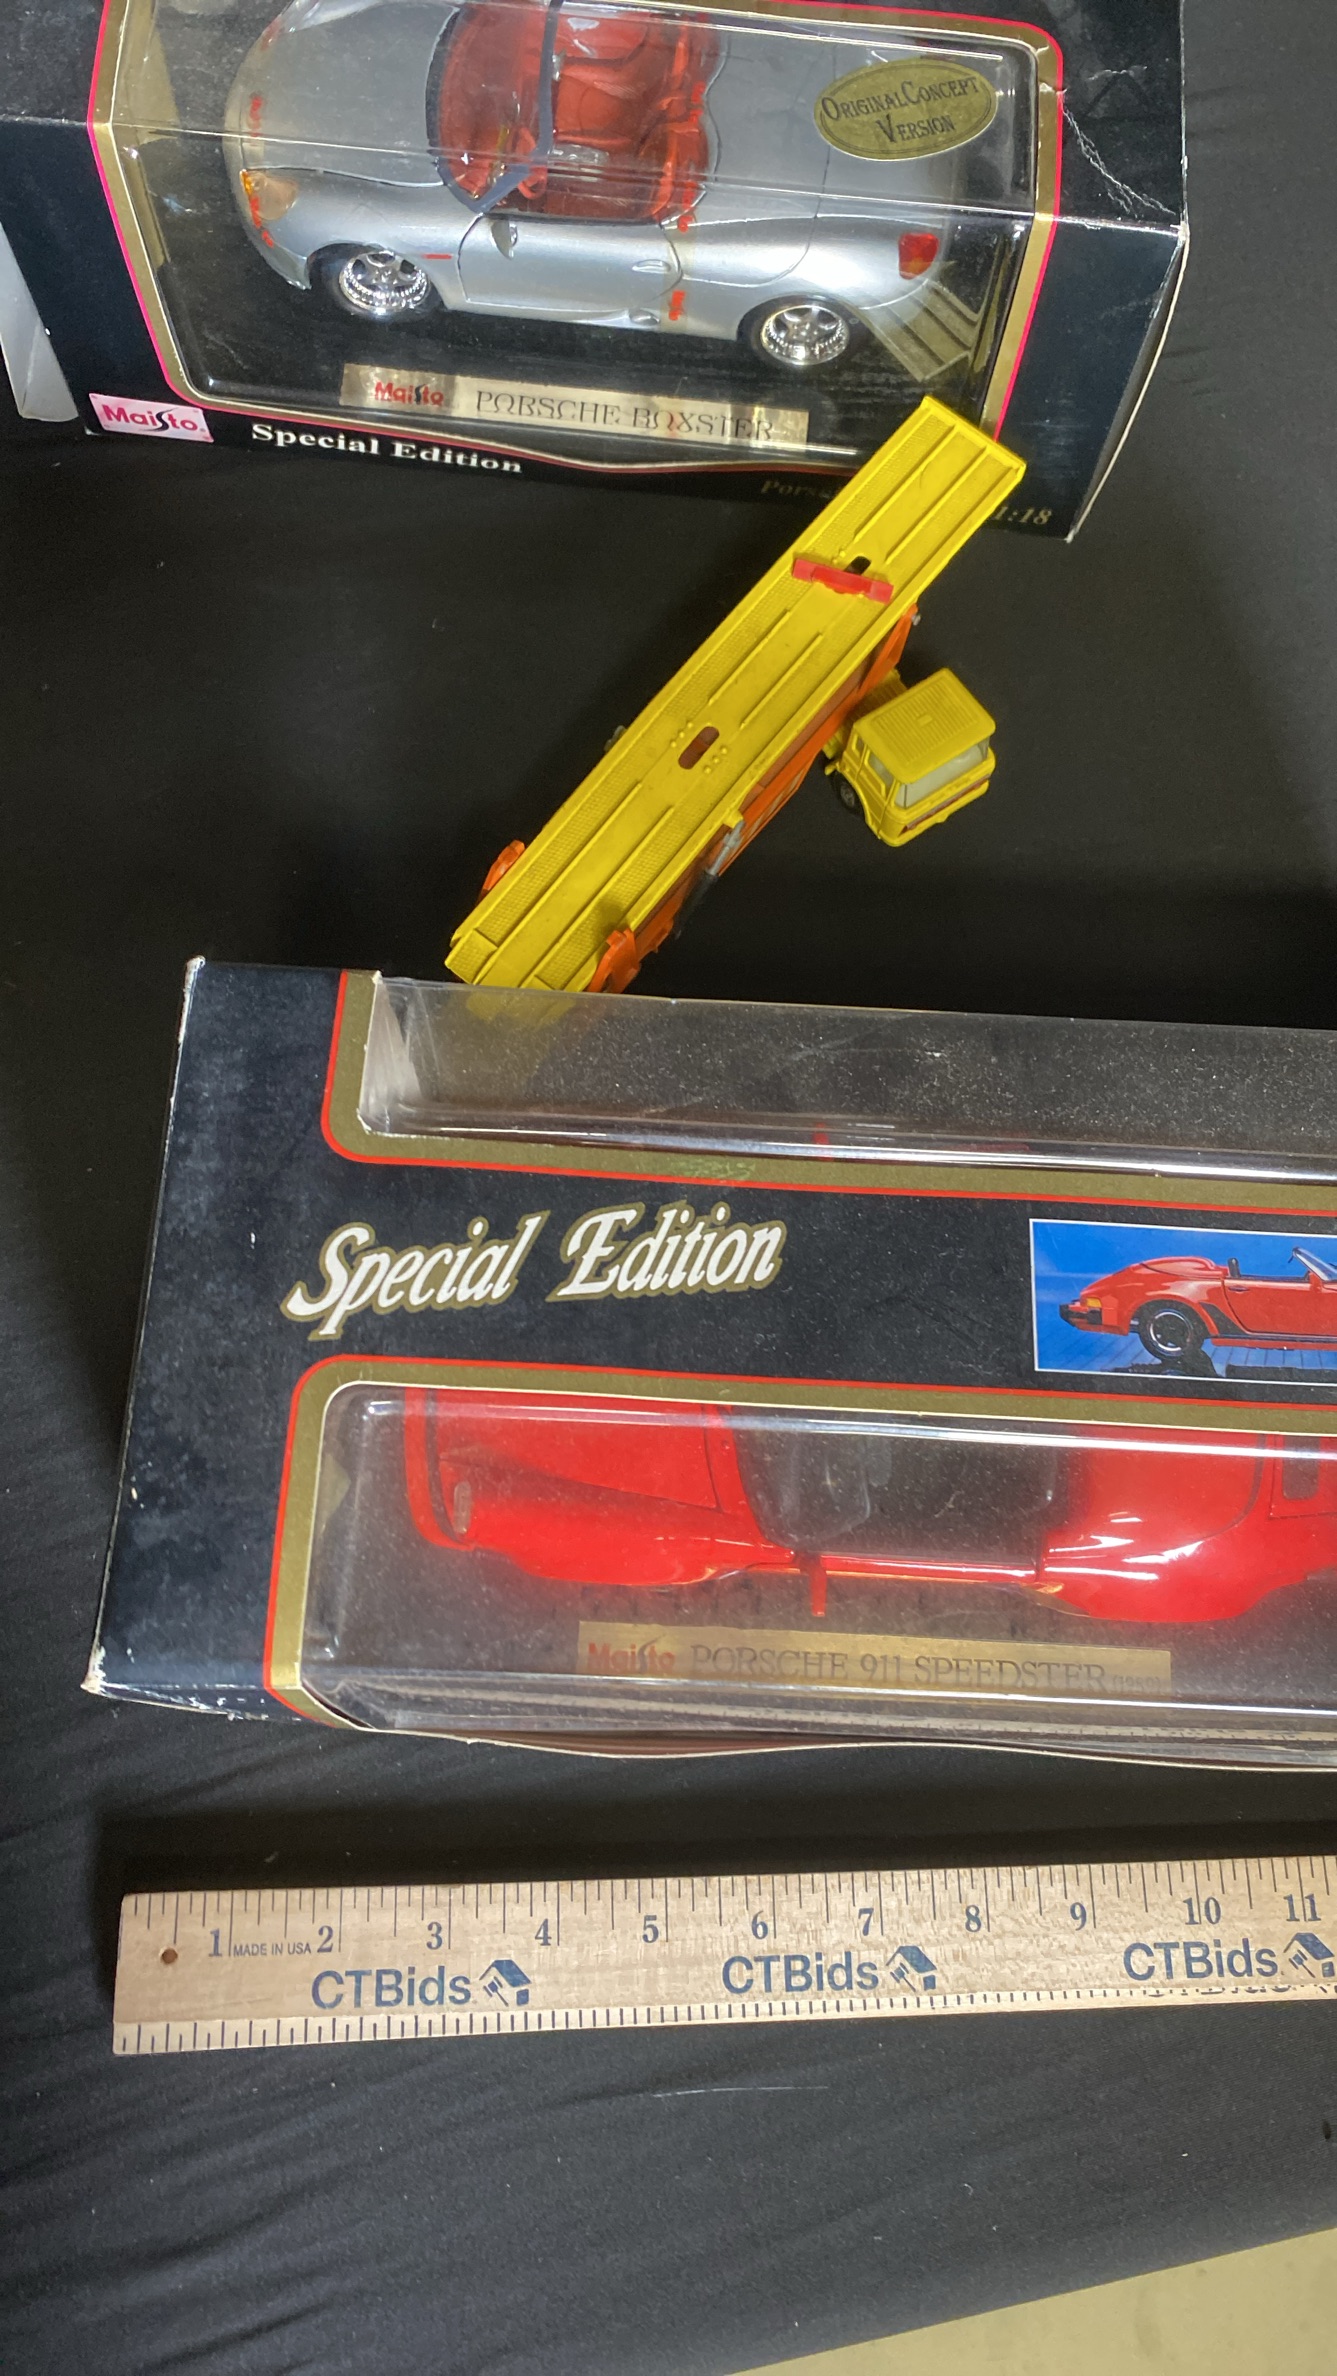 ORIGINAL CONCEPT
VERSION
Maisto PORSCHE BOXSTER
Maisto.
Special Edition
1:18
Special Edition
Maisto PORSCHE 911 SPEEDSTER
1 MADE IN USA 2 3 4 5 6 7 8 9 10 11
CTBids CTBids CTBids